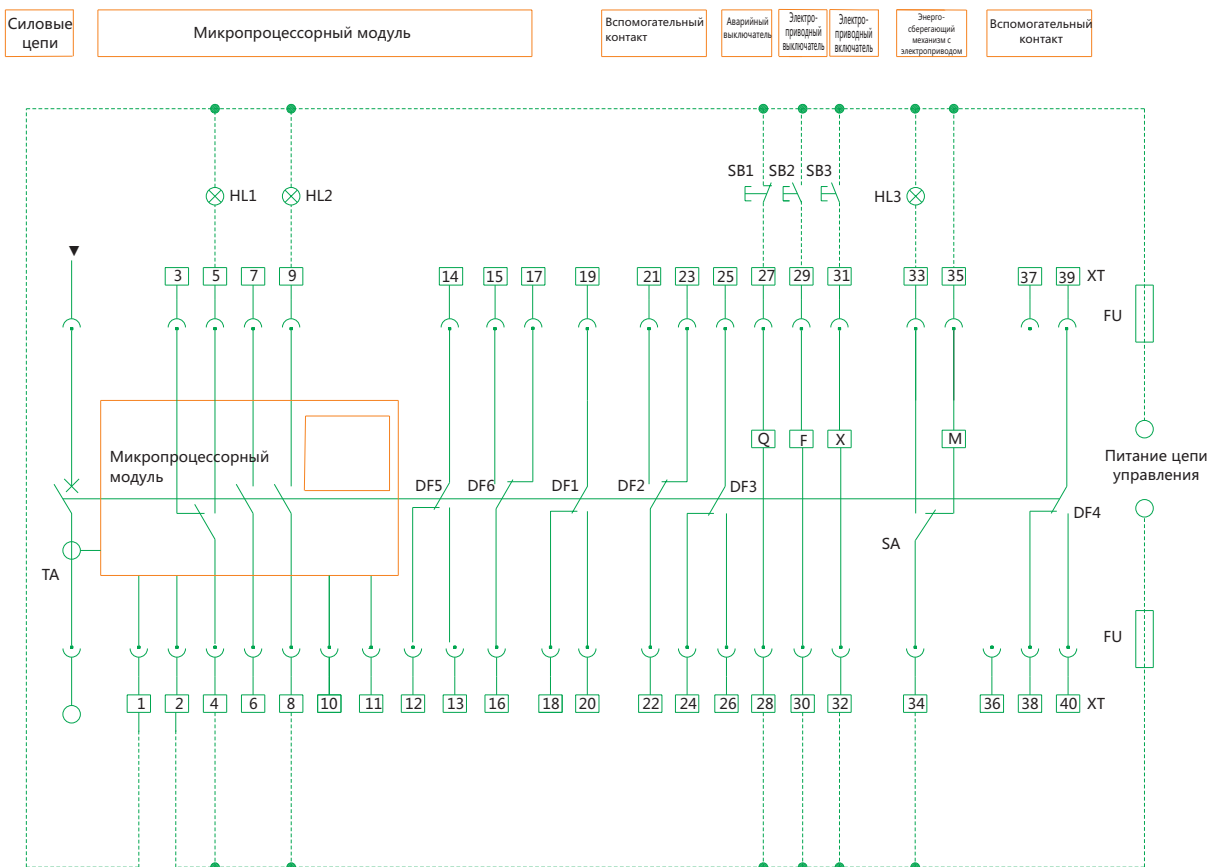 Силовые
цепи
Микропроцессорный модуль
Вспомогательный
контакт
Аварийный
выключатель
Электро-
приводный
выключатель
Электро-
приводный
включатель
Энерго-
сберегающий
механизм с
электроприводом
Вспомогательный
контакт
SB1 SB2 SB3
HL1 HL2 HL3
3 5 7 9 14 15 17 19 21 23 25 27 29 31 33 35 37 39 XT
FU
Q F X M
Микропроцессорный
модуль
Питание цепи
управления
DF5 DF6 DF1 DF2 DF3
DF4
SA
TA
FU
1 2 4 6 8 10 11 12 13 16 18 20 22 24 26 28 30 32 34 36 38 40 XT